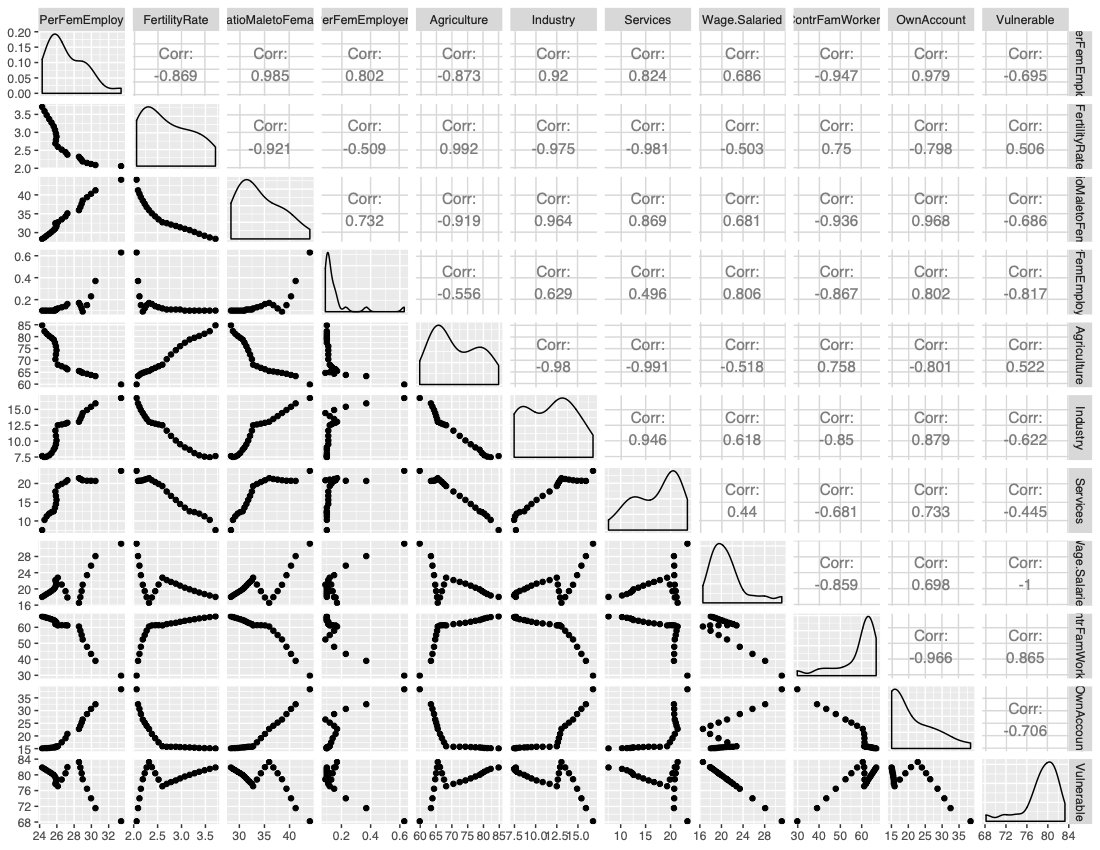 PerFemEmploy FertilityRate atioMaletoFema erFemEmployer Agriculture Industry Services Wage.Salaried ContrFamWorker OwnAccount Vulnerable
0.20
0.15
0.10
0.05
0.00
Corr: Corr: Corr: Corr: Corr: Corr: Corr: Corr: Corr: Corr:
-0.869 0.985 0.802 -0.873 0.92 0.824 0.686 -0.947 0.979 -0.695
erFemEmpk
3.5
3.0
2.5
2.0
Corr: Corr: Corr: Corr: Corr: Corr: Corr: Corr: Corr:
-0.921 -0.509 0.992 -0.975 -0.981 -0.503 0.75 -0.798 0.506
FertilityRate
40
35
30
Corr: Corr: Corr: Corr: Corr: Corr: Corr: Corr:
0.732 -0.919 0.964 0.869 0.681 -0.936 0.968 -0.686
ioMaletoFen
0.6
0.4
0.2
Corr: Corr: Corr: Corr: Corr: Corr: Corr:
-0.556 0.629 0.496 0.806 -0.867 0.802 -0.817
FemEmploy
85
80
75
70
65
60
Corr: Corr: Corr: Corr: Corr: Corr:
-0.98 -0.991 -0.518 0.758 -0.801 0.522
Agriculture
15.0
12.5
10.0
7.5
Corr: Corr: Corr: Corr: Corr:
0.946 0.618 -0.85 0.879 -0.622
Industry
20
15
10
Corr: Corr: Corr: Corr:
0.44 -0.681 0.733 -0.445
Services
28
24
20
16
Corr: Corr: Corr:
-0.859 0.698 -1
Wage.Salarie
60
50
40
30
Corr: Corr:
-0.966 0.865
ntrFamWork
35
30
25
20
15
Corr:
-0.706
OwnAccoun
84
80
76
72
68
Vulnerable
24 26 28 30 32 2.0 2.5 3.0 3.5 30 35 40 0.2 0.4 0.6 60 65 70 75 80 85 7.5 10.0 12.5 15.0 10 15 20 16 20 24 28 30 40 50 60 15 20 25 30 35 68 72 76 80 84